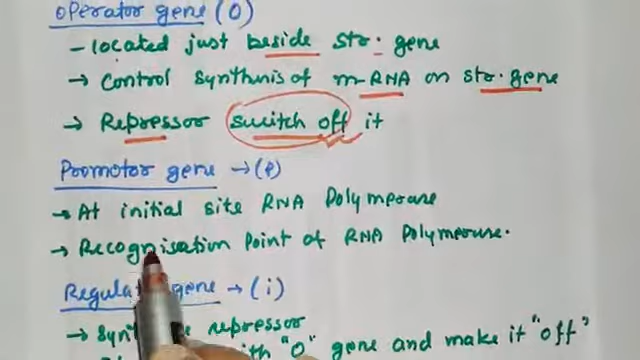 Operator gene (O)
- located just beside str. gene
→ Control synthesis of m-RNA on str. gene
→ Repressor switch off it
Promotor gene → (P)
→ At initial site RNA Polymerase
→ Recognisation Point of RNA Polymerase.
gene → (i)
→ repressor
"O" gene and make it "off"